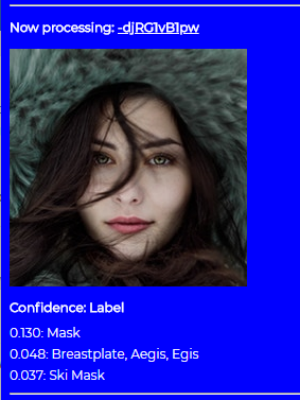 Now processing: -djRG1vB1pw
Confidence: Label
0.130: Mask
0.048: Breastplate, Aegis, Egis
0.037: Ski Mask